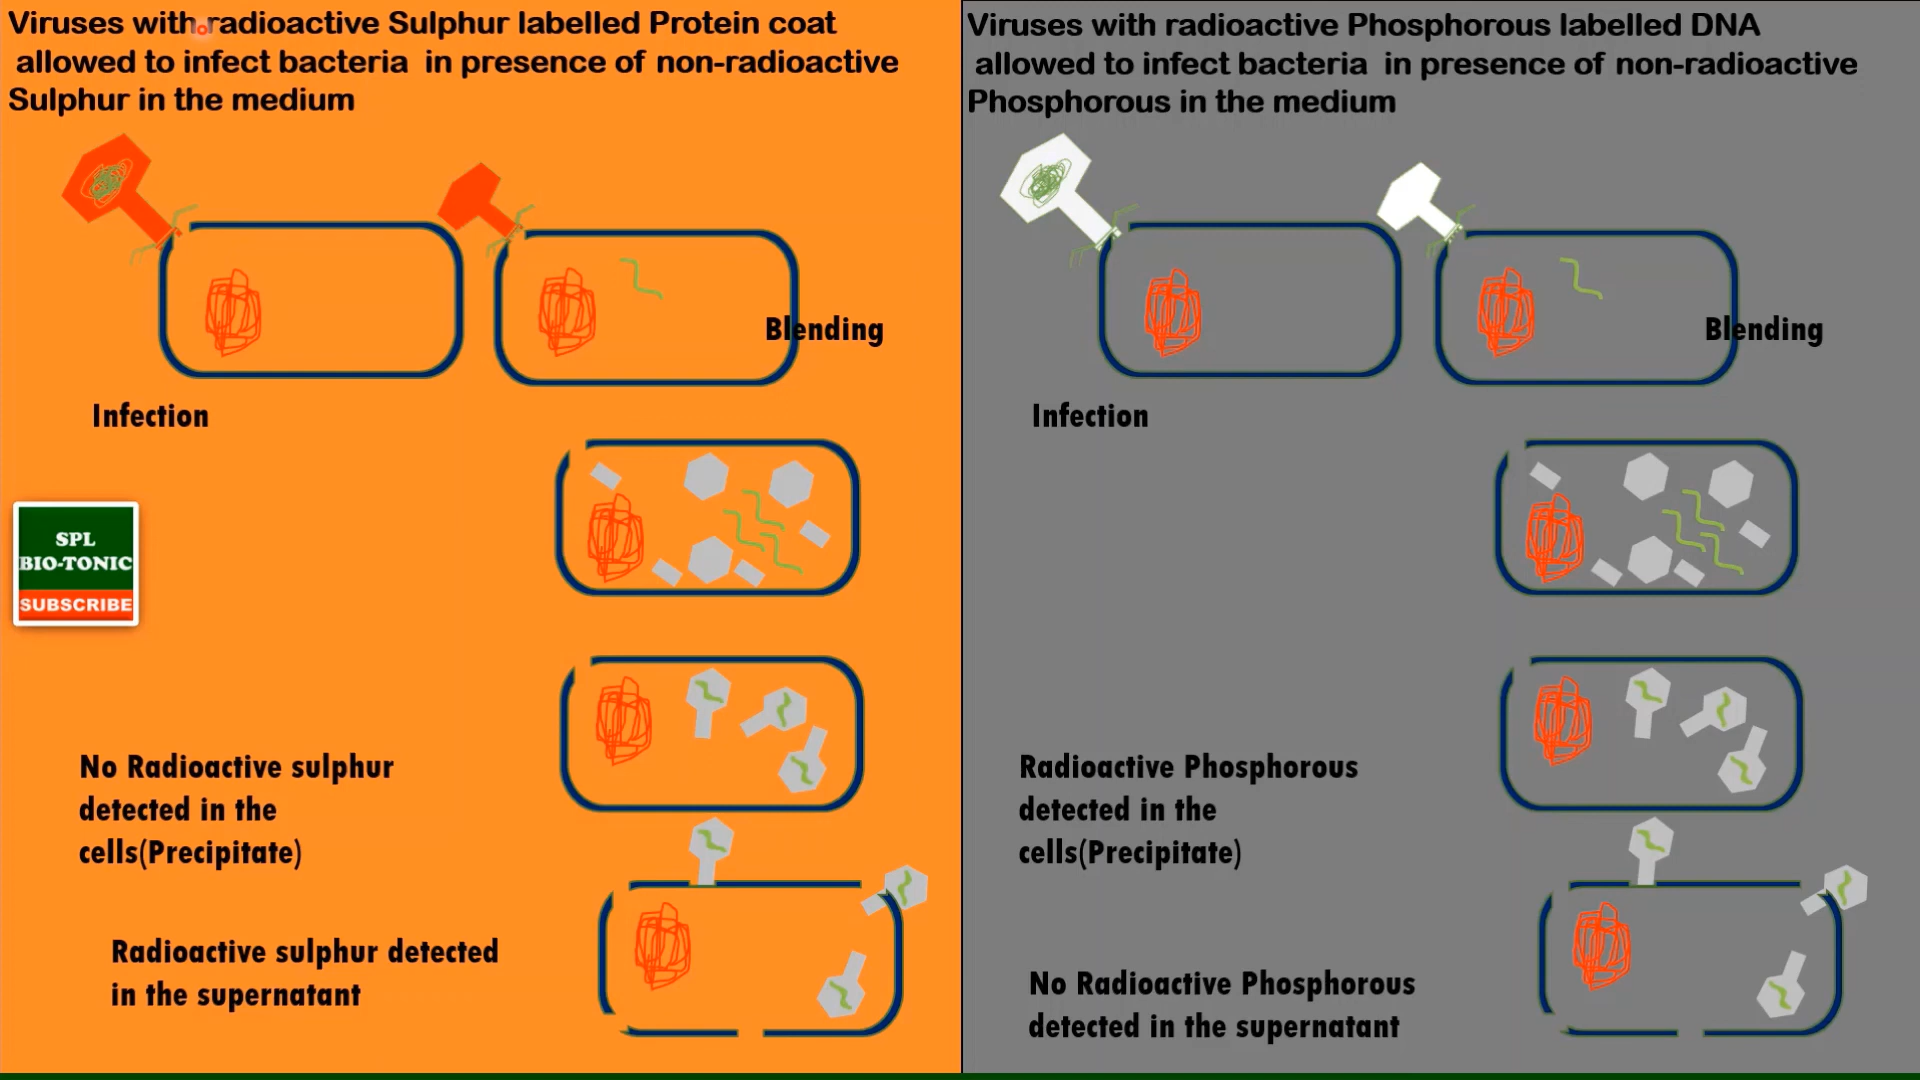 Viruses with radioactive Sulphur labelled Protein coat
allowed to infect bacteria in presence of non-radioactive
Sulphur in the medium
Blending
Infection
SPL
BIO-TONIC
SUBSCRIBE
No Radioactive sulphur
detected in the
cells(Precipitate)
Radioactive sulphur detected
in the supernatant
Viruses with radioactive Phosphorous labelled DNA
allowed to infect bacteria in presence of non-radioactive
Phosphorous in the medium
Blending
Infection
Radioactive Phosphorous
detected in the
cells(Precipitate)
No Radioactive Phosphorous
detected in the supernatant